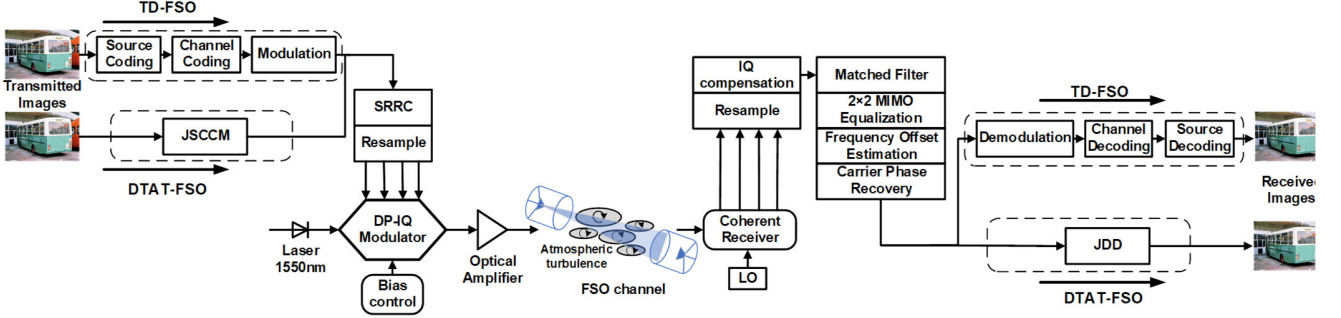 TD-FSO
Source
Coding
Channel
Coding
Modulation
Transmitted
Images
JSCCM
DTAT-FSO
SRRC
Resample
DP-IQ
Modulator
Laser
1550nm
Bias
control
Optical
Amplifier
Atmospheric
turbulence
FSO channel
IQ
compensation
Resample
Coherent
Receiver
LO
Matched Filter
2×2 MIMO
Equalization
Frequency Offset
Estimation
Carrier Phase
Recovery
TD-FSO
Demodulation
Channel
Decoding
Source
Decoding
Receive
Images
JDD
DTAT-FSO